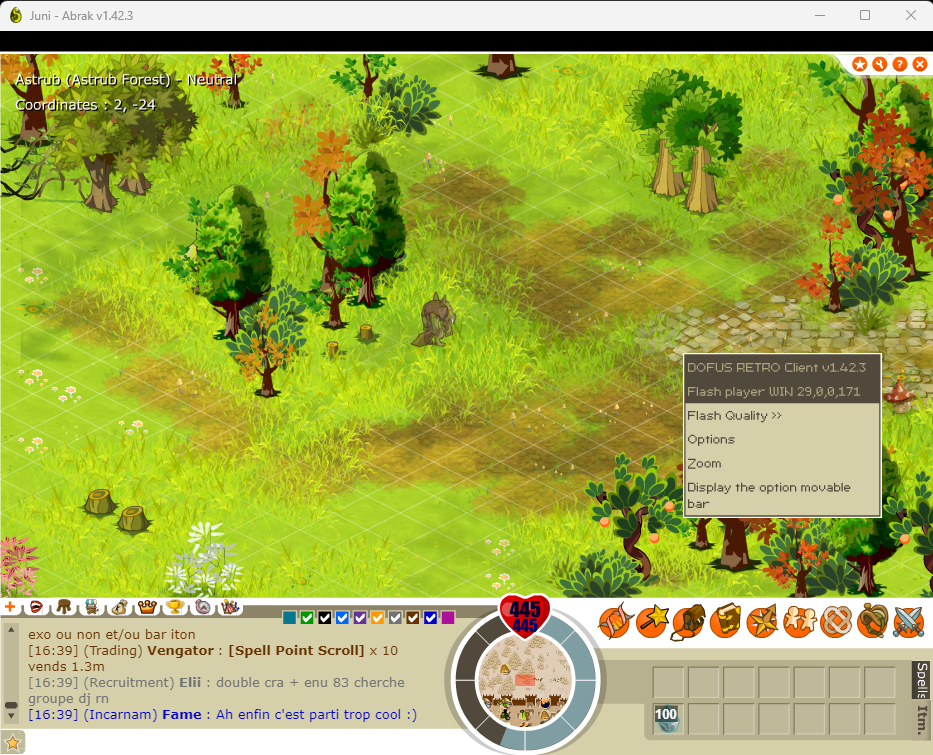 Juni - Abrak v1.42.3
Astrub (Astrub Forest) - Neutral
Coordinates : 2, -24
DOFUS RETRO Client v1.42.3
Flash player WIN 29,0,0,171
Flash Quality >>
Options
Zoom
Display the option movable
bar
445
445
exo ou non et/ou bar iton
[16:39] (Trading) Vengator : [Spell Point Scroll] x 10
vends 1.3m
[16:39] (Recruitment) Elii : double cra + enu 83 cherche
groupe dj rn
[16:39] (Incarnam) Fame : Ah enfin c'est parti trop cool :)
100
Spells
Itm.